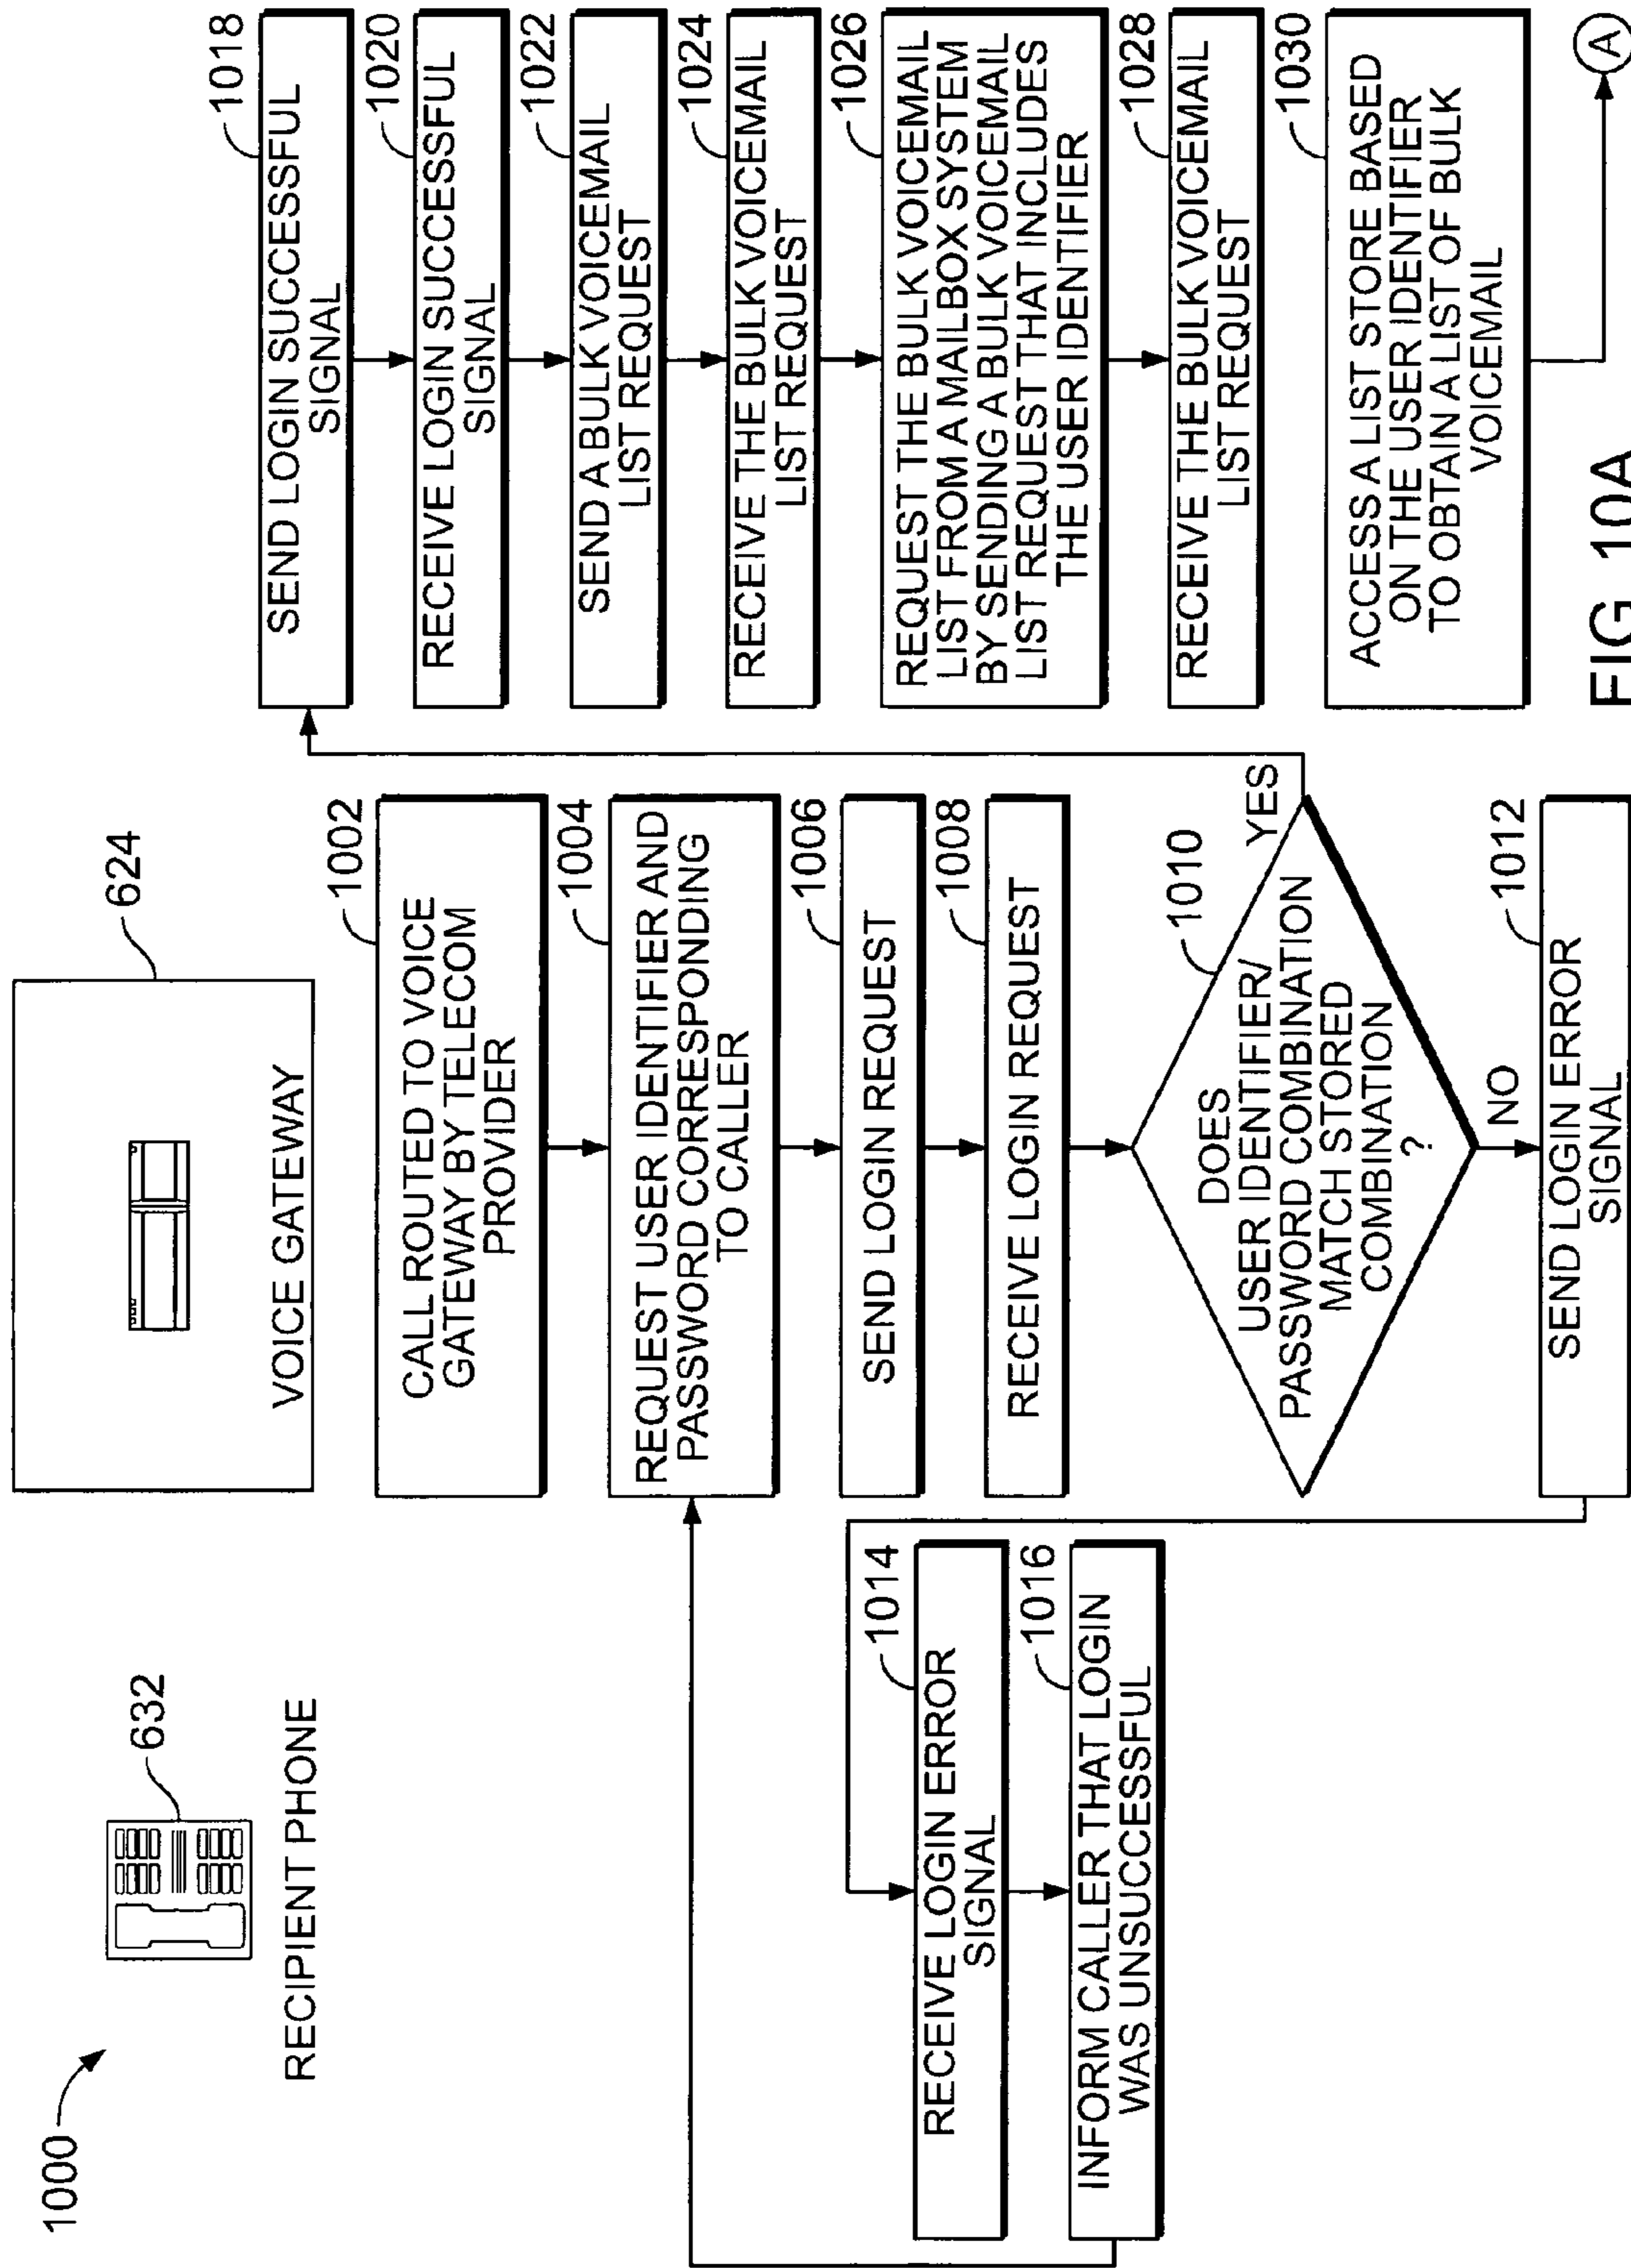 1000
632
RECIPIENT PHONE
624
VOICE GATEWAY
1002
CALL ROUTED TO VOICE
GATEWAY BY TELECOM
PROVIDER
1004
REQUEST USER IDENTIFIER AND
PASSWORD CORRESPONDING
TO CALLER
1006
SEND LOGIN REQUEST
1008
RECEIVE LOGIN REQUEST
1010
DOES
USER IDENTIFIER/
PASSWORD COMBINATION
MATCH STORED
COMBINATION
?
YES
NO
1012
SEND LOGIN ERROR
SIGNAL
1014
RECEIVE LOGIN ERROR
SIGNAL
1016
INFORM CALLER THAT LOGIN
WAS UNSUCCESSFUL
1018
SEND LOGIN SUCCESSFUL
SIGNAL
1020
RECEIVE LOGIN SUCCESSFUL
SIGNAL
1022
SEND A BULK VOICEMAIL
LIST REQUEST
1024
RECEIVE THE BULK VOICEMAIL
LIST REQUEST
1026
REQUEST THE BULK VOICEMAIL
LIST FROM A MAILBOX SYSTEM
BY SENDING A BULK VOICEMAIL
LIST REQUEST THAT INCLUDES
THE USER IDENTIFIER
1028
RECEIVE THE BULK VOICEMAIL
LIST REQUEST
1030
ACCESS A LIST STORE BASED
ON THE USER IDENTIFIER
TO OBTAIN A LIST OF BULK
VOICEMAIL
A
FIG 10A